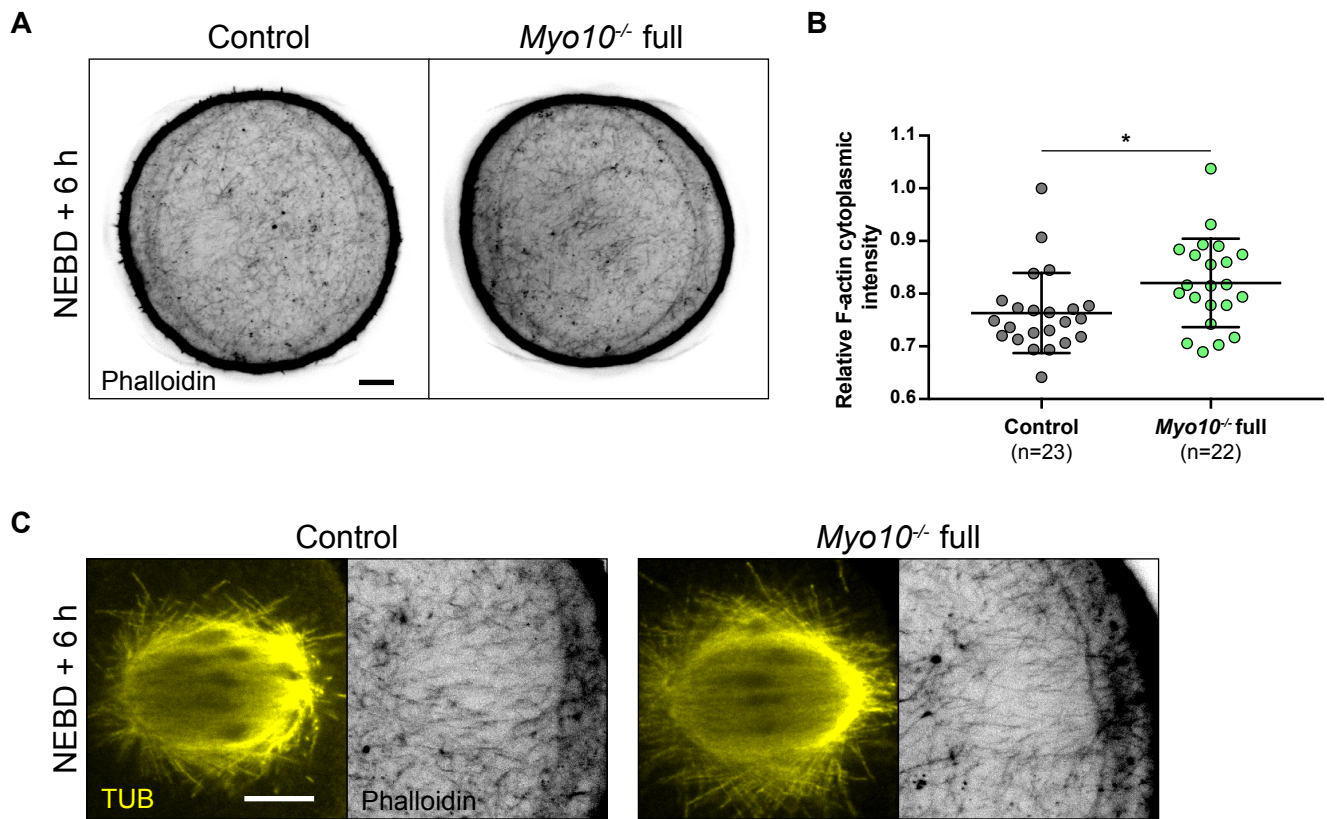 A
Control
Myo10-/- full
NEBD + 6 h
Phalloidin
B
Relative F-actin cytoplasmic
intensity
1.1
1.0
0.9
0.8
0.7
0.6
*
Control
(n=23)
Myo10-/- full
(n=22)
C
Control
Myo10-/- full
NEBD + 6 h
TUB
Phalloidin